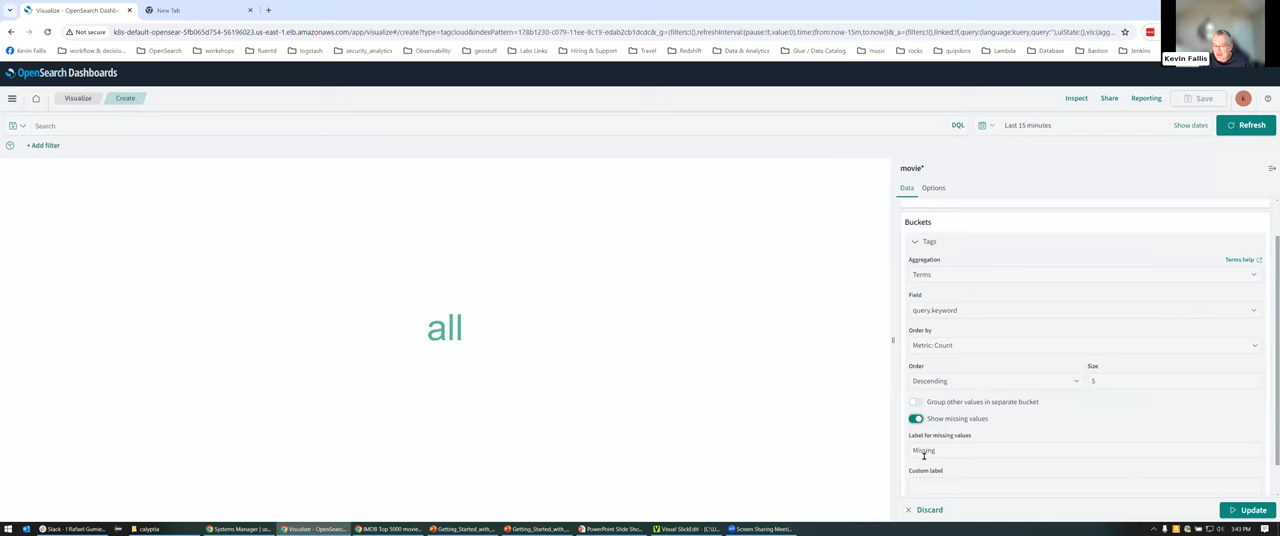 Visualize - OpenSearch Dashb
New Tab
Not secure
k8s-default-opensear-5fb065d754-56196023.us-east-1.elb.amazonaws.com/app/visualize#/create?type=tagcloud&indexPattern=178b1230-c079-11ee-8c19-edab2cb1dcdc&_g=(filters:!(),refreshInterval:(pause:!t,value:0),time:(from:now-15m,to:now))&_a=(filters:!(),linked:!f,query:(language:kuery,query:''),uiState:(),vis:(agg...
Kevin Fallis
workflow & decisio...
OpenSearch
workshops
fluentd
logstash
security_analytics
Observability
geostuff
Labs Links
Hiring & Support
Travel
Redshift
Data & Analytics
Glue / Data Catalog
music
rocks
quipdocs
Lambda
Database
Bastion
Jenkins
Kevin Fallis
OpenSearch Dashboards
Visualize
Create
Inspect
Share
Reporting
Save
k
Search
DQL
Last 15 minutes
Show dates
Refresh
+ Add filter
movie*
Data
Options
Buckets
Tags
Aggregation
Terms help
Terms
Field
query.keyword
Order by
Metric: Count
Order
Size
Descending
5
Group other values in separate bucket
Show missing values
Label for missing values
Missing
Custom label
all
Discard
Update
Slack - ! Rafael Gumie...
calyptia
Systems Manager | us...
Visualize - OpenSearc...
IMDB Top 5000 movie...
Getting_Started_with_...
Getting_Started_with_...
PowerPoint Slide Sho...
Visual SlickEdit - [C:\J...
Screen Sharing Meeti...
3:43 PM